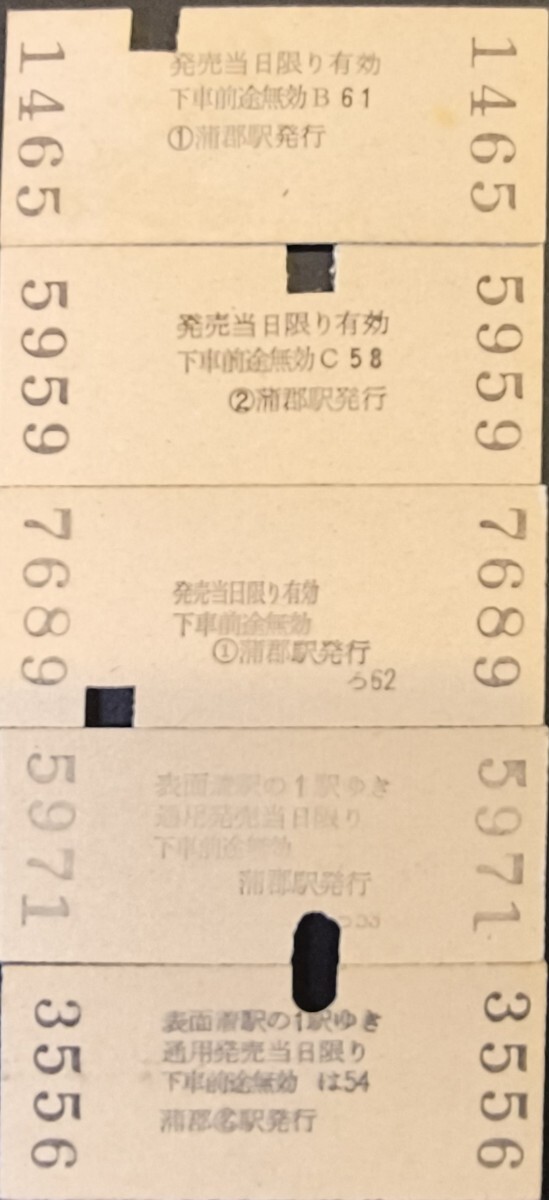 1465
発売当日限り有効
下車前途無効B 61
①蒲郡駅発行
1465
5959
発売当日限り有効
下車前途無効C 58
②蒲郡駅発行
5959
7689
発売当日限り有効
下車前途無効
①蒲郡駅発行
ろ62
7689
5971
表面着駅の1駅ゆき
通用発売当日限り
下車前途無効
蒲郡駅発行
5971
3556
表面着駅の1駅ゆき
通用発売当日限り
下車前途無効 は54
蒲郡 駅発行
3556